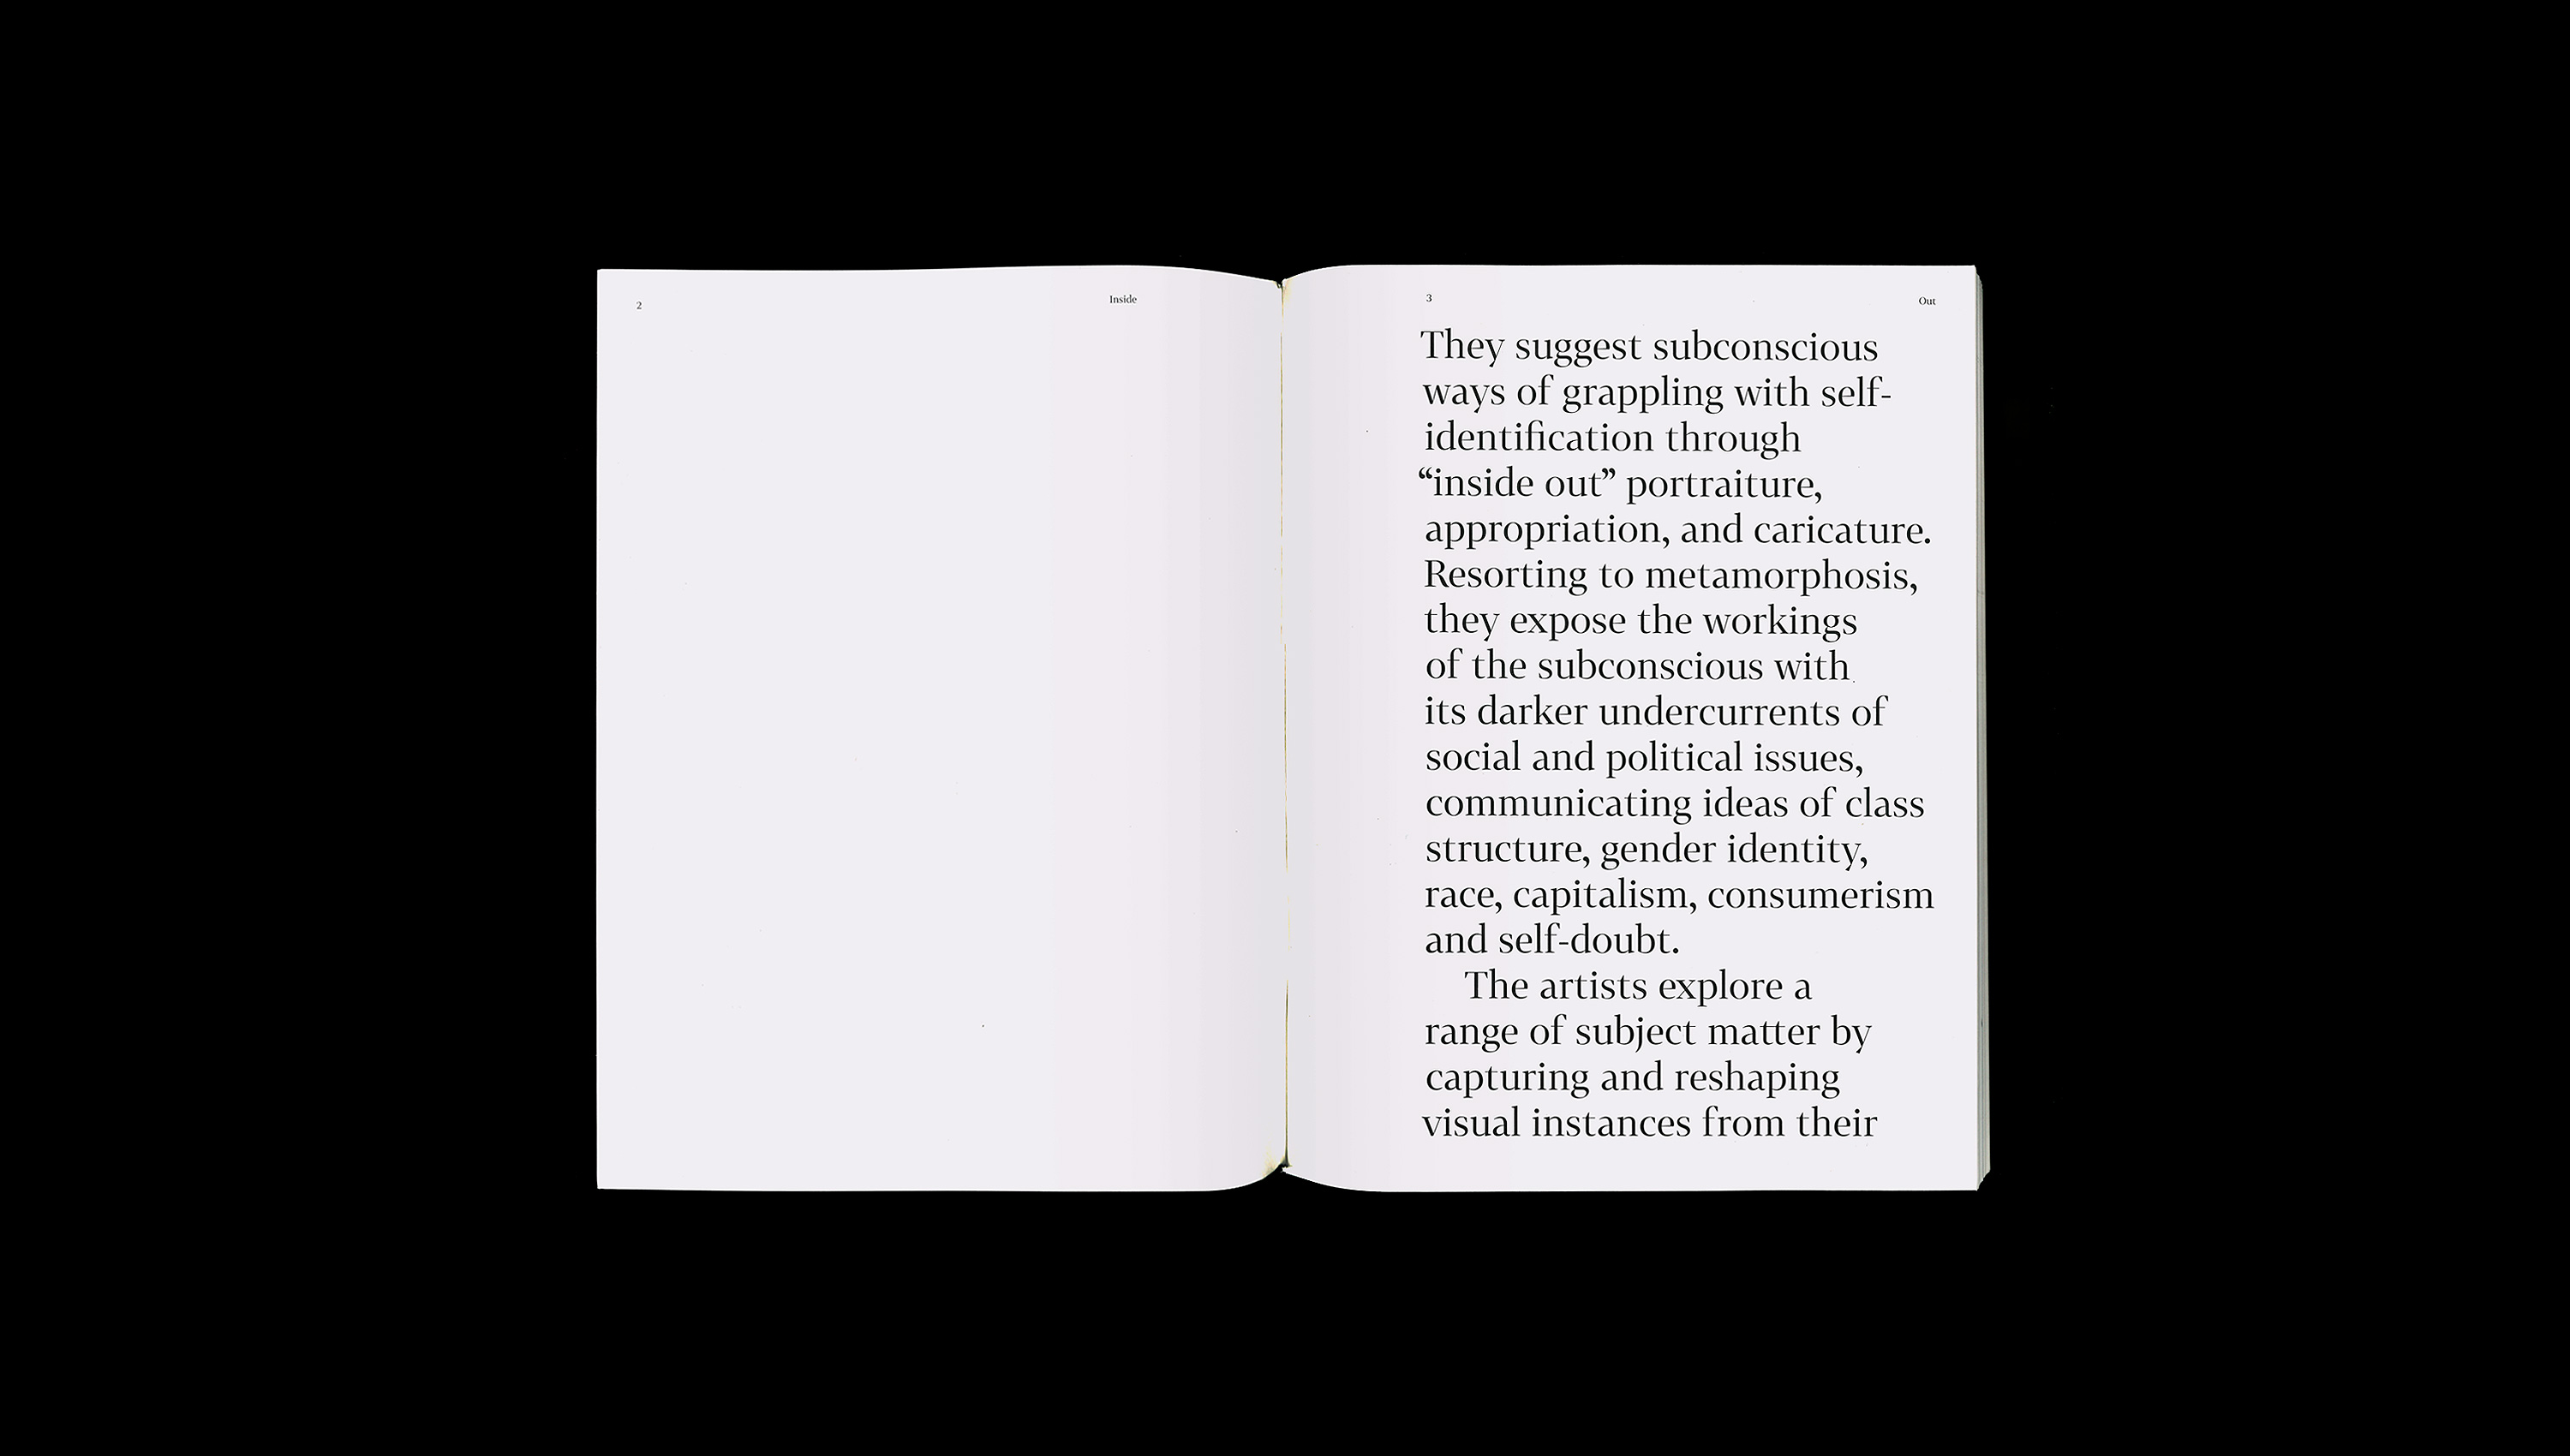 2
Inside
3
Out
They suggest subconscious
ways of grappling with self-
identification through
“inside out” portraiture,
appropriation, and caricature.
Resorting to metamorphosis,
they expose the workings
of the subconscious with
its darker undercurrents of
social and political issues,
communicating ideas of class
structure, gender identity,
race, capitalism, consumerism
and self-doubt.
The artists explore a
range of subject matter by
capturing and reshaping
visual instances from their